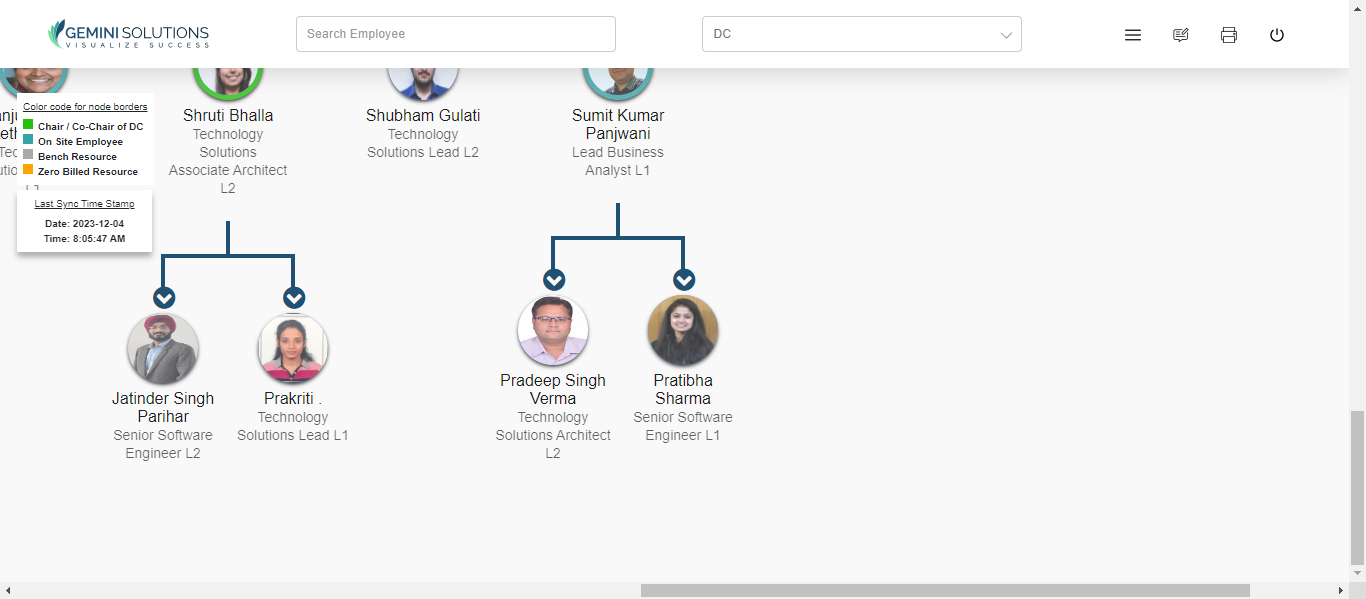 GEMINI SOLUTIONS
VISUALIZE SUCCESS
Search Employee
DC
Color code for node borders
Chair / Co-Chair of DC
On Site Employee
Bench Resource
Zero Billed Resource
Last Sync Time Stamp
Date: 2023-12-04
Time: 8:05:47 AM
Shruti Bhalla
Technology
Solutions
Associate Architect
L2
Shubham Gulati
Technology
Solutions Lead L2
Sumit Kumar
Panjwani
Lead Business
Analyst L1
Jatinder Singh
Parihar
Senior Software
Engineer L2
Prakriti .
Technology
Solutions Lead L1
Pradeep Singh
Verma
Technology
Solutions Architect
L2
Pratibha
Sharma
Senior Software
Engineer L1